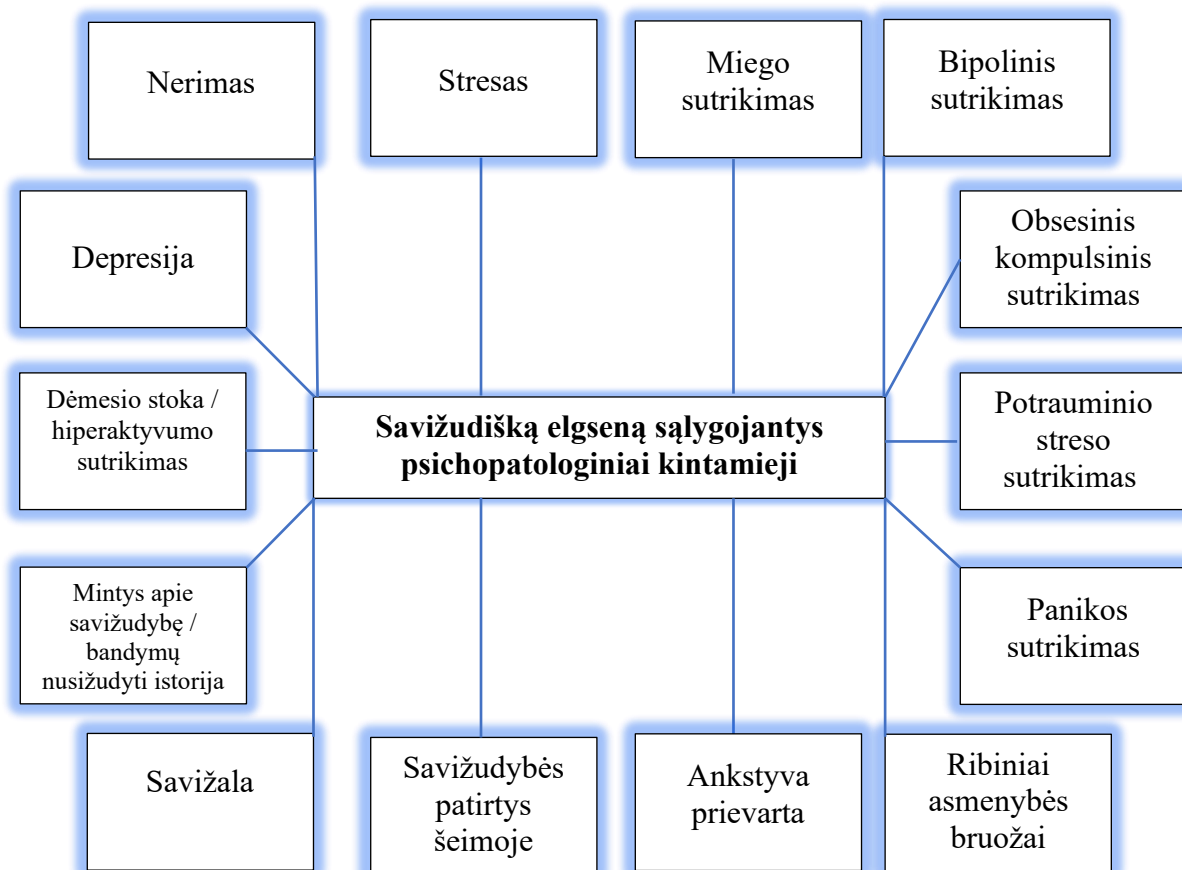 Nerimas
Stresas
Miego
sutrikimas
Bipolinis
sutrikimas
Depresija
Obsesinis
kompulsinis
sutrikimas
Dėmesio stoka /
hiperaktyvumo
sutrikimas
Savižudišką elgseną sąlygojantys
psichopatologiniai kintamieji
Potrauminio
streso
sutrikimas
Mintys apie
savižudybę /
bandymų
nusižudyti istorija
Panikos
sutrikimas
Savižala
Savižudybės
patirtys
šeimoje
Ankstyva
prievarta
Ribiniai
asmenybės
bruožai